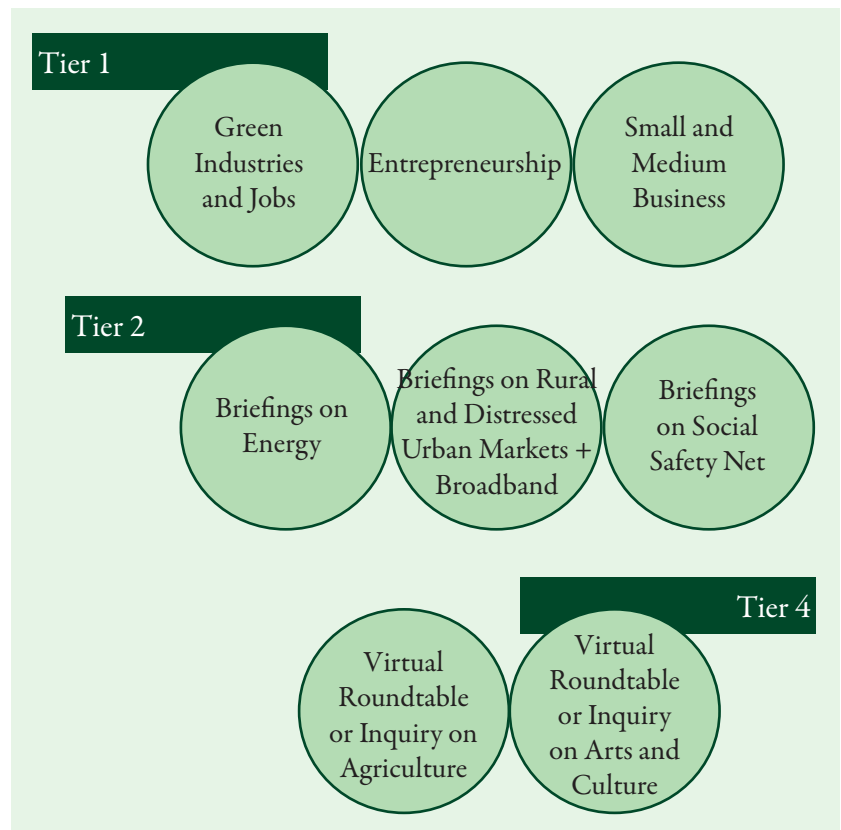 Tier 1
Green
Industries
and Jobs
Entrepreneurship
Small and
Medium
Business
Tier 2
Briefings on
Energy
Briefings on Rural
and Distressed
Urban Markets +
Broadband
Briefings
on Social
Safety Net
Tier 4
Virtual
Roundtable
or Inquiry on
Agriculture
Virtual
Roundtable
or Inquiry
on Arts and
Culture